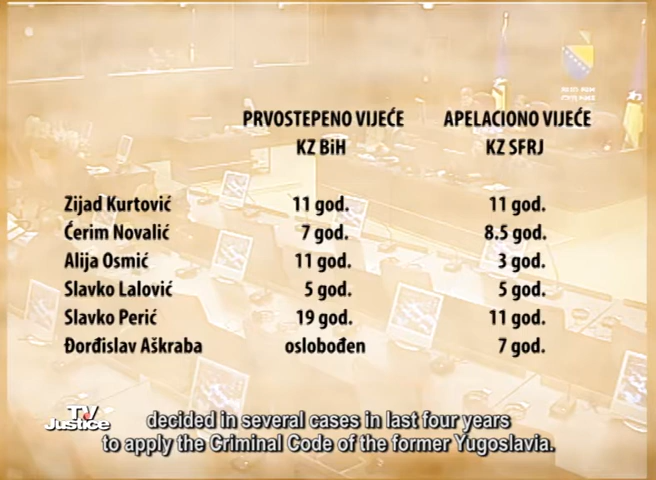 PRVOSTEPENO VIJEĆE APELACIONO VIJEĆE
KZ BiH KZ SFRJ
Zijad Kurtović 11 god. 11 god.
Ćerim Novalić 7 god. 8.5 god.
Alija Osmić 11 god. 3 god.
Slavko Lalović 5 god. 5 god.
Slavko Perić 19 god. 11 god.
Đorđislav Aškraba oslobođen 7 god.
TV
Justice
decided in several cases in last four years
to apply the Criminal Code of the former Yugoslavia.